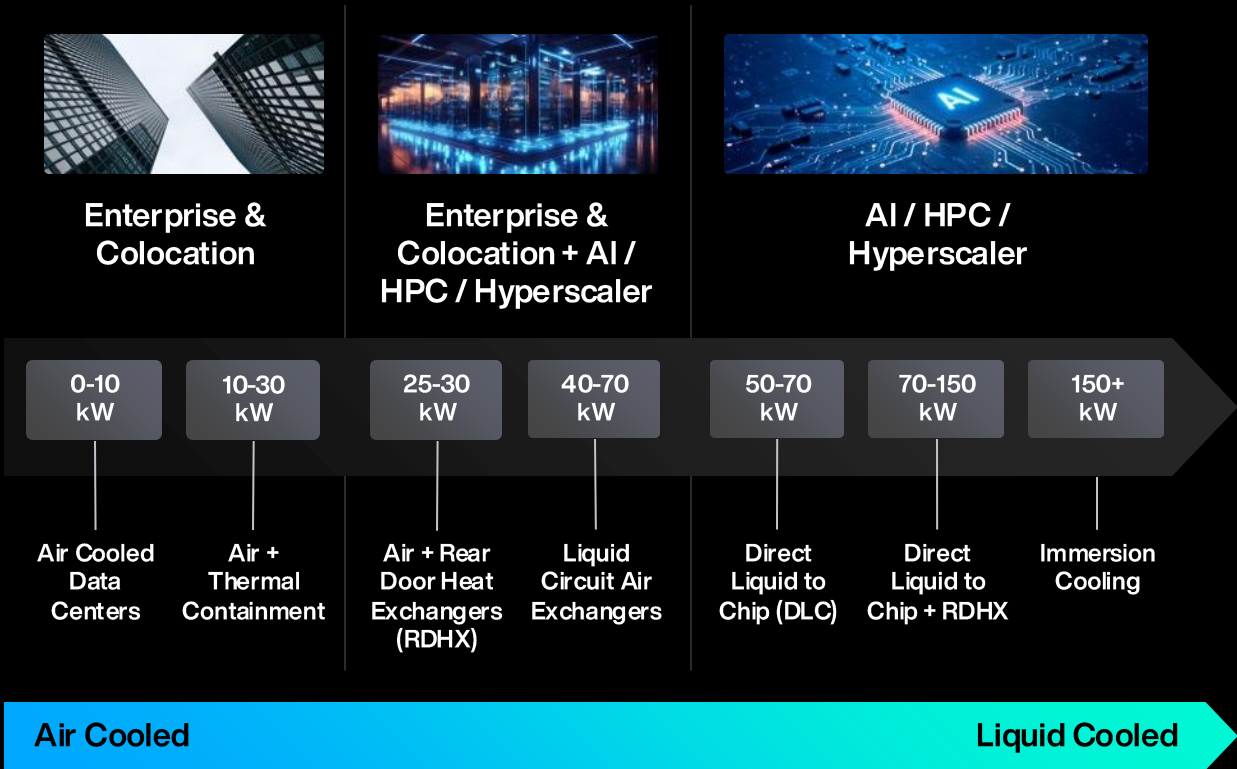 AI
Enterprise &
Colocation
Enterprise &
Colocation + AI /
HPC / Hyperscaler
AI / HPC /
Hyperscaler
0-10
kW
10-30
kW
25-30
kW
40-70
kW
50-70
kW
70-150
kW
150+
kW
Air Cooled
Data
Centers
Air +
Thermal
Containment
Air + Rear
Door Heat
Exchangers
(RDHX)
Liquid
Circuit Air
Exchangers
Direct
Liquid to
Chip (DLC)
Direct
Liquid to
Chip + RDHX
Immersion
Cooling
Air Cooled
Liquid Cooled